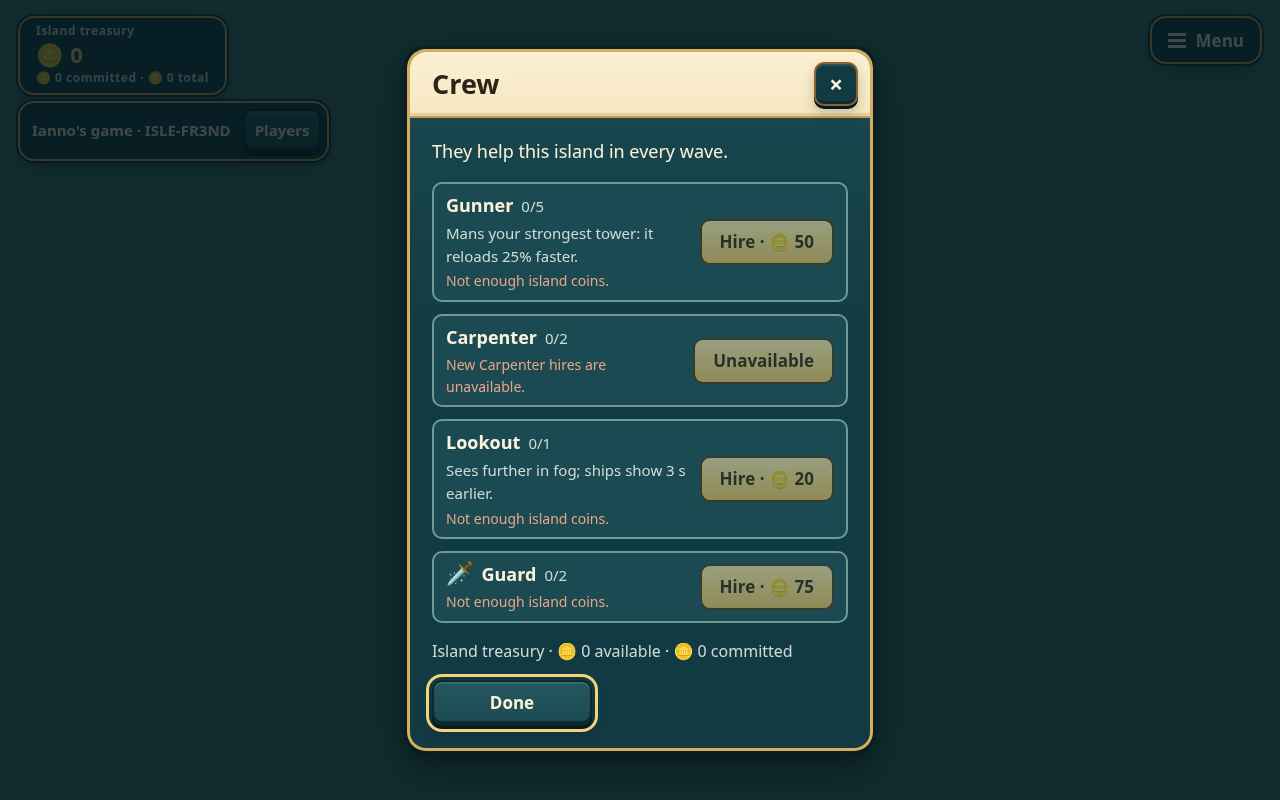 Island treasury
0
0 committed · 0 total
Ianno's game · ISLE-FR3ND
Players
Menu
Crew
×
They help this island in every wave.
Gunner 0/5
Mans your strongest tower: it
reloads 25% faster.
Not enough island coins.
Hire · 50
Carpenter 0/2
New Carpenter hires are
unavailable.
Unavailable
Lookout 0/1
Sees further in fog; ships show 3 s
earlier.
Not enough island coins.
Hire · 20
Guard 0/2
Not enough island coins.
Hire · 75
Island treasury · 0 available · 0 committed
Done